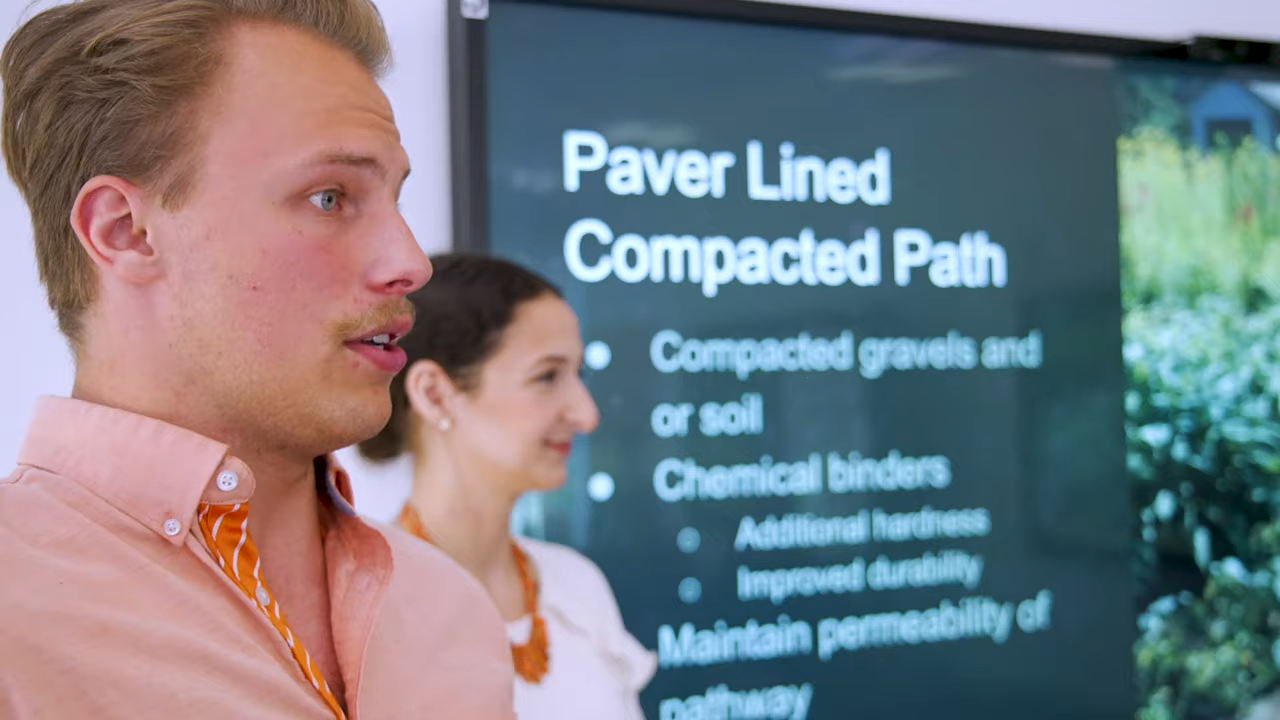 Paver Lined
Compacted Path
• Compacted gravels and
or soil
• Chemical binders
○ Additional hardness
○ Improved durability
Maintain permeability of
pathway